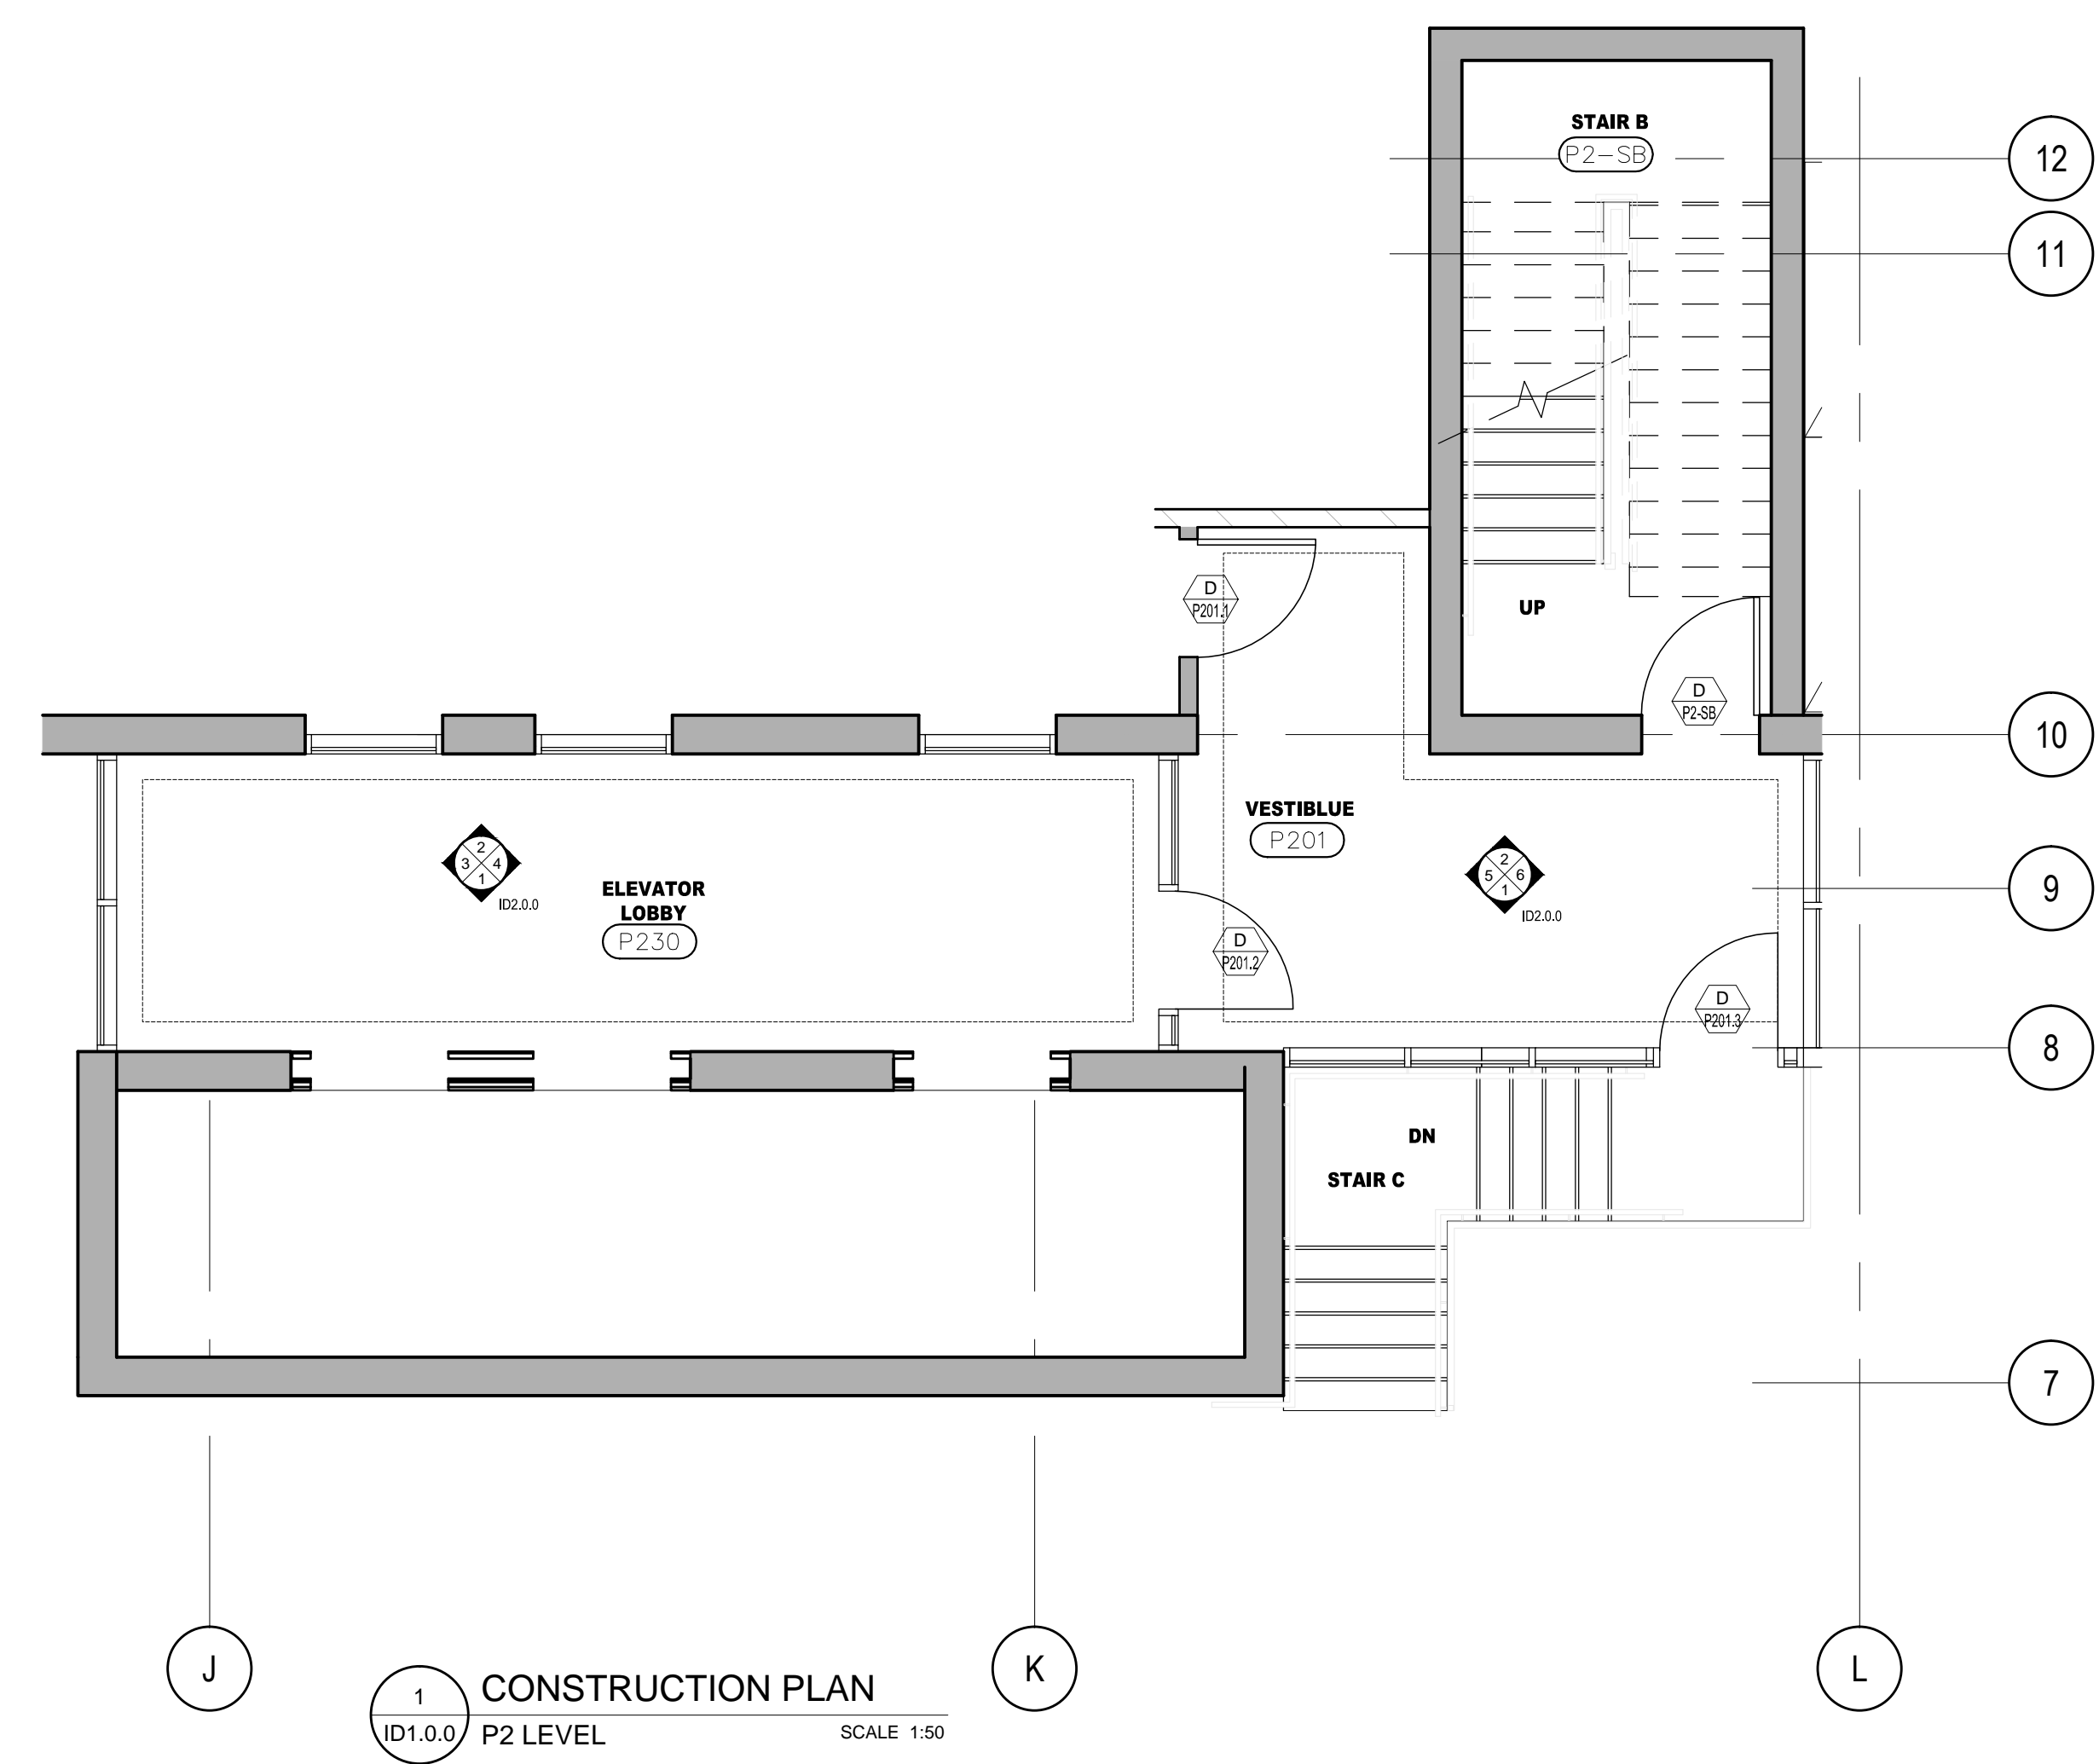 STAIR B
P2-SB
12
11
D
P201.1
UP
D
P2-SB
10
VESTIBLUE
P201
2
3 4
1
ID2.0.0
ELEVATOR
LOBBY
P230
2
5 6
1
ID2.0.0
9
D
P201.2
D
P201.3
8
DN
STAIR C
7
J
K
L
1
ID1.0.0
CONSTRUCTION PLAN
P2 LEVEL
SCALE 1:50